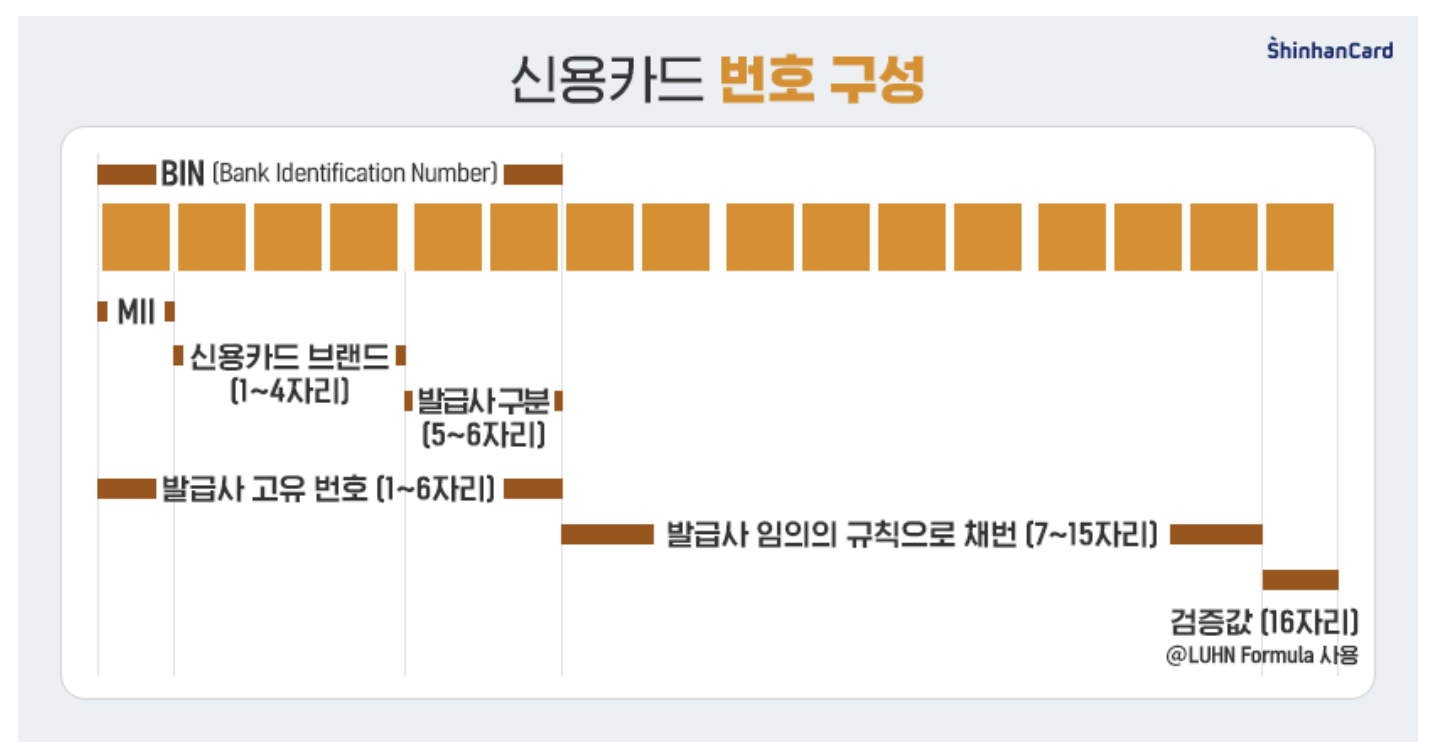 ShinhanCard
신용카드 번호 구성
BIN (Bank Identification Number)
MII
신용카드 브랜드
(1~4자리)
발급사 구분
(5~6자리)
발급사 고유 번호 (1~6자리)
발급사 임의의 규칙으로 채번 (7~15자리)
검증값 (16자리)
@LUHN Formula 사용